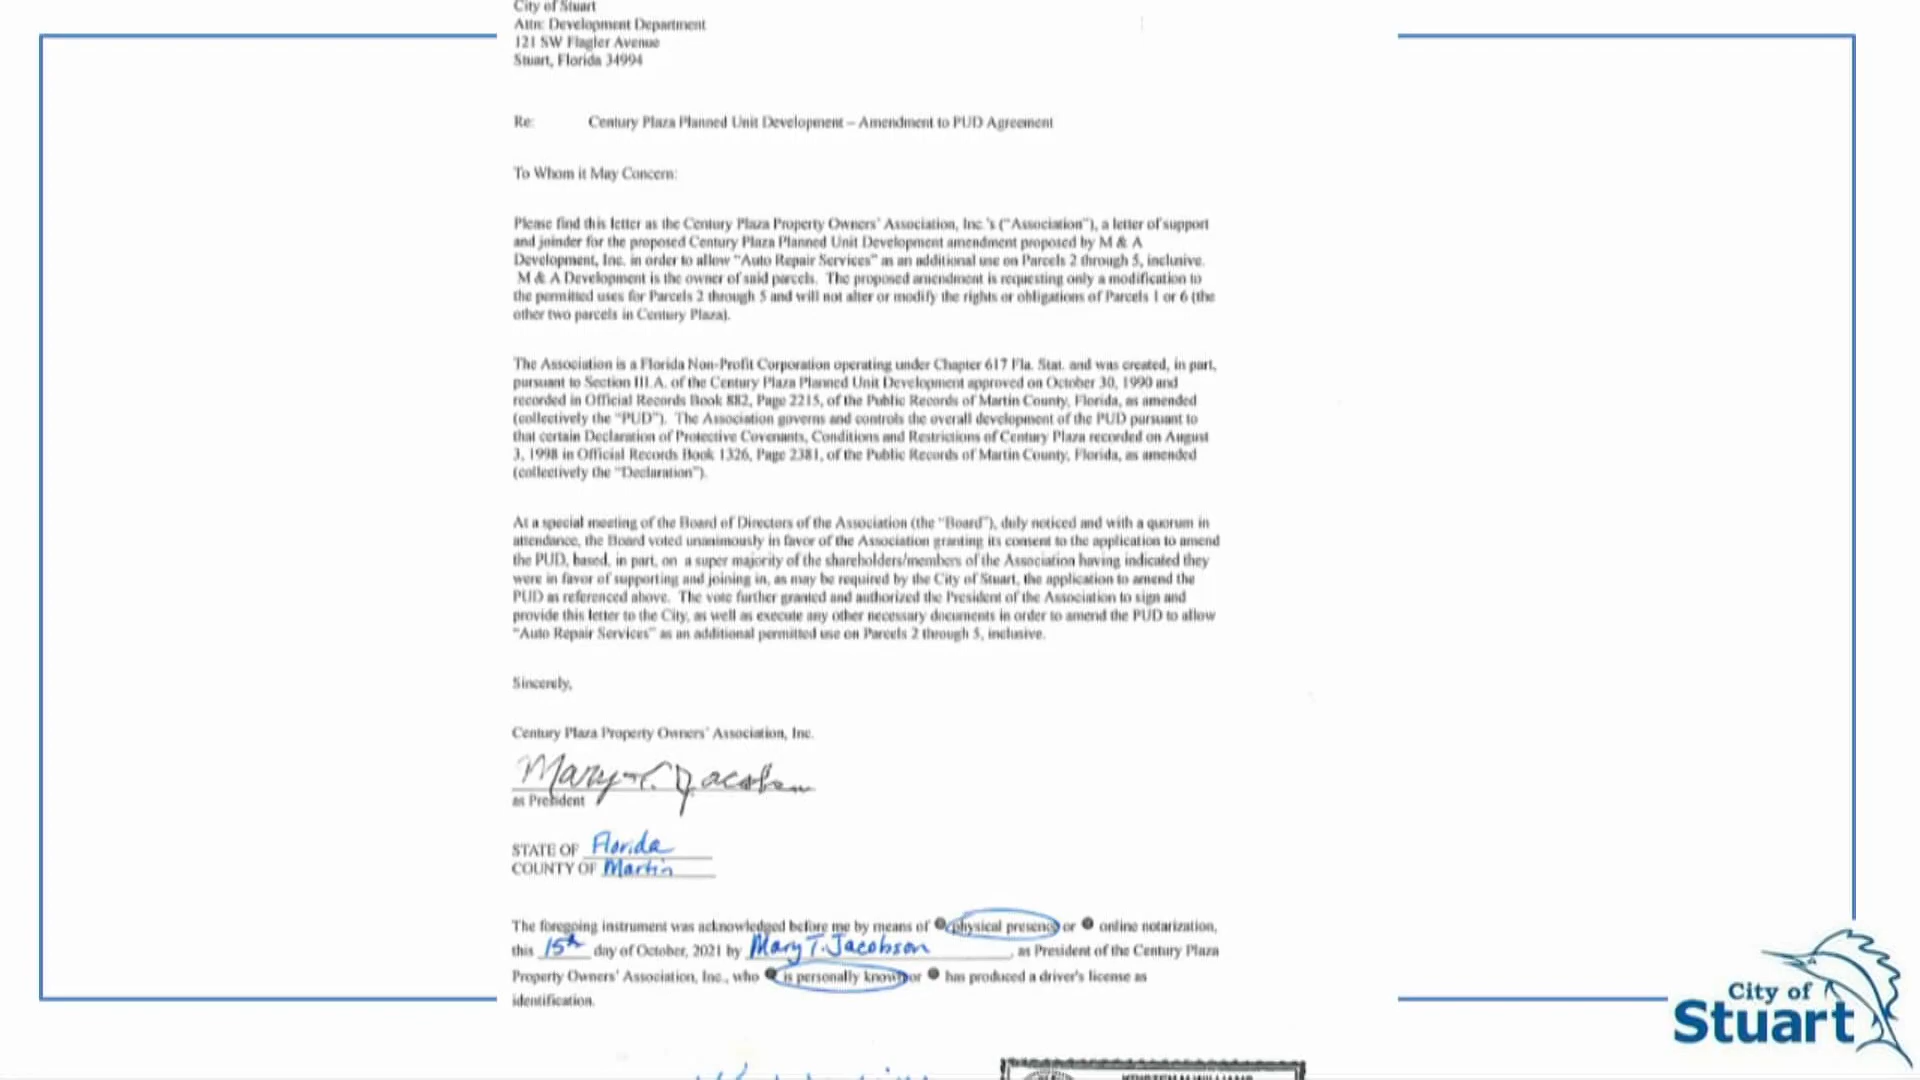 City of Stuart
Attn: Development Department
121 SW Flagler Avenue
Stuart, Florida 34994
Re: Century Plaza Planned Unit Development – Amendment to PUD Agreement
To Whom it May Concern:
Please find this letter as the Century Plaza Property Owners' Association, Inc.'s ("Association"), a letter of support
and joinder for the proposed Century Plaza Planned Unit Development amendment proposed by M & A
Development, Inc. in order to allow "Auto Repair Services" as an additional use on Parcels 2 through 5, inclusive.
M & A Development is the owner of said parcels. The proposed amendment is requesting only a modification to
the permitted uses for Parcels 2 through 5 and will not alter or modify the rights or obligations of Parcels 1 or 6 (the
other two parcels in Century Plaza).
The Association is a Florida Non-Profit Corporation operating under Chapter 617 Fla. Stat. and was created, in part,
pursuant to Section III.A. of the Century Plaza Planned Unit Development approved on October 30, 1990 and
recorded in Official Records Book 882, Page 2215, of the Public Records of Martin County, Florida, as amended
(collectively the "PUD"). The Association governs and controls the overall development of the PUD pursuant to
that certain Declaration of Protective Covenants, Conditions and Restrictions of Century Plaza recorded on August
3, 1998 in Official Records Book 1326, Page 2381, of the Public Records of Martin County, Florida, as amended
(collectively the "Declaration").
At a special meeting of the Board of Directors of the Association (the "Board"), duly noticed and with a quorum in
attendance, the Board voted unanimously in favor of the Association granting its consent to the application to amend
the PUD, based, in part, on a super majority of the shareholders/members of the Association having indicated they
were in favor of supporting and joining in, as may be required by the City of Stuart, the application to amend the
PUD as referenced above. The vote further granted and authorized the President of the Association to sign and
provide this letter to the City, as well as execute any other necessary documents in order to amend the PUD to allow
"Auto Repair Services" as an additional permitted use on Parcels 2 through 5, inclusive.
Sincerely,
Century Plaza Property Owners' Association, Inc.
Mary T. Jacobson
as President
STATE OF Florida
COUNTY OF Martin
The foregoing instrument was acknowledged before me by means of physical presence or online notarization,
this 15th day of October, 2021 by Mary T. Jacobson, as President of the Century Plaza
Property Owners' Association, Inc., who is personally known or has produced a driver's license as
identification.
City of
Stuart